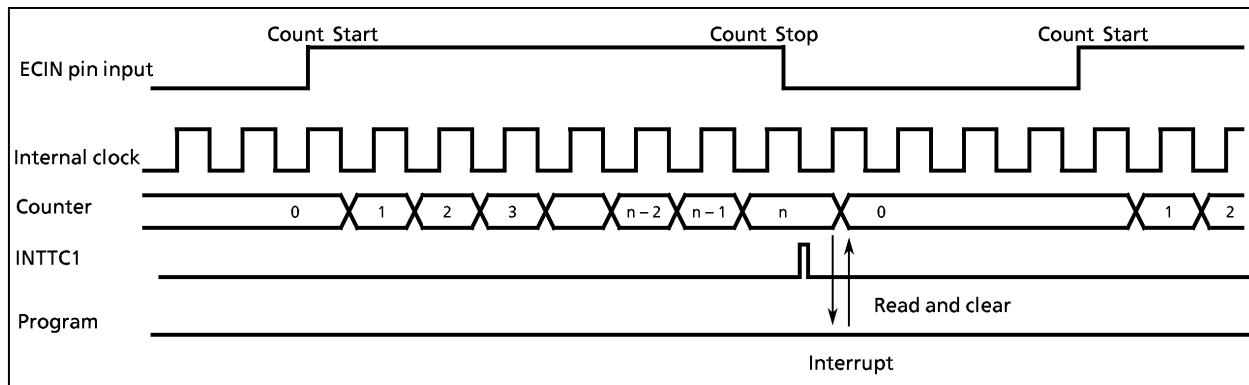 Count Start Count Stop Count Start
ECIN pin input
Internal clock
Counter 0 1 2 3 n – 2 n – 1 n 0 1 2
INTTC1
Read and clear
Program
Interrupt